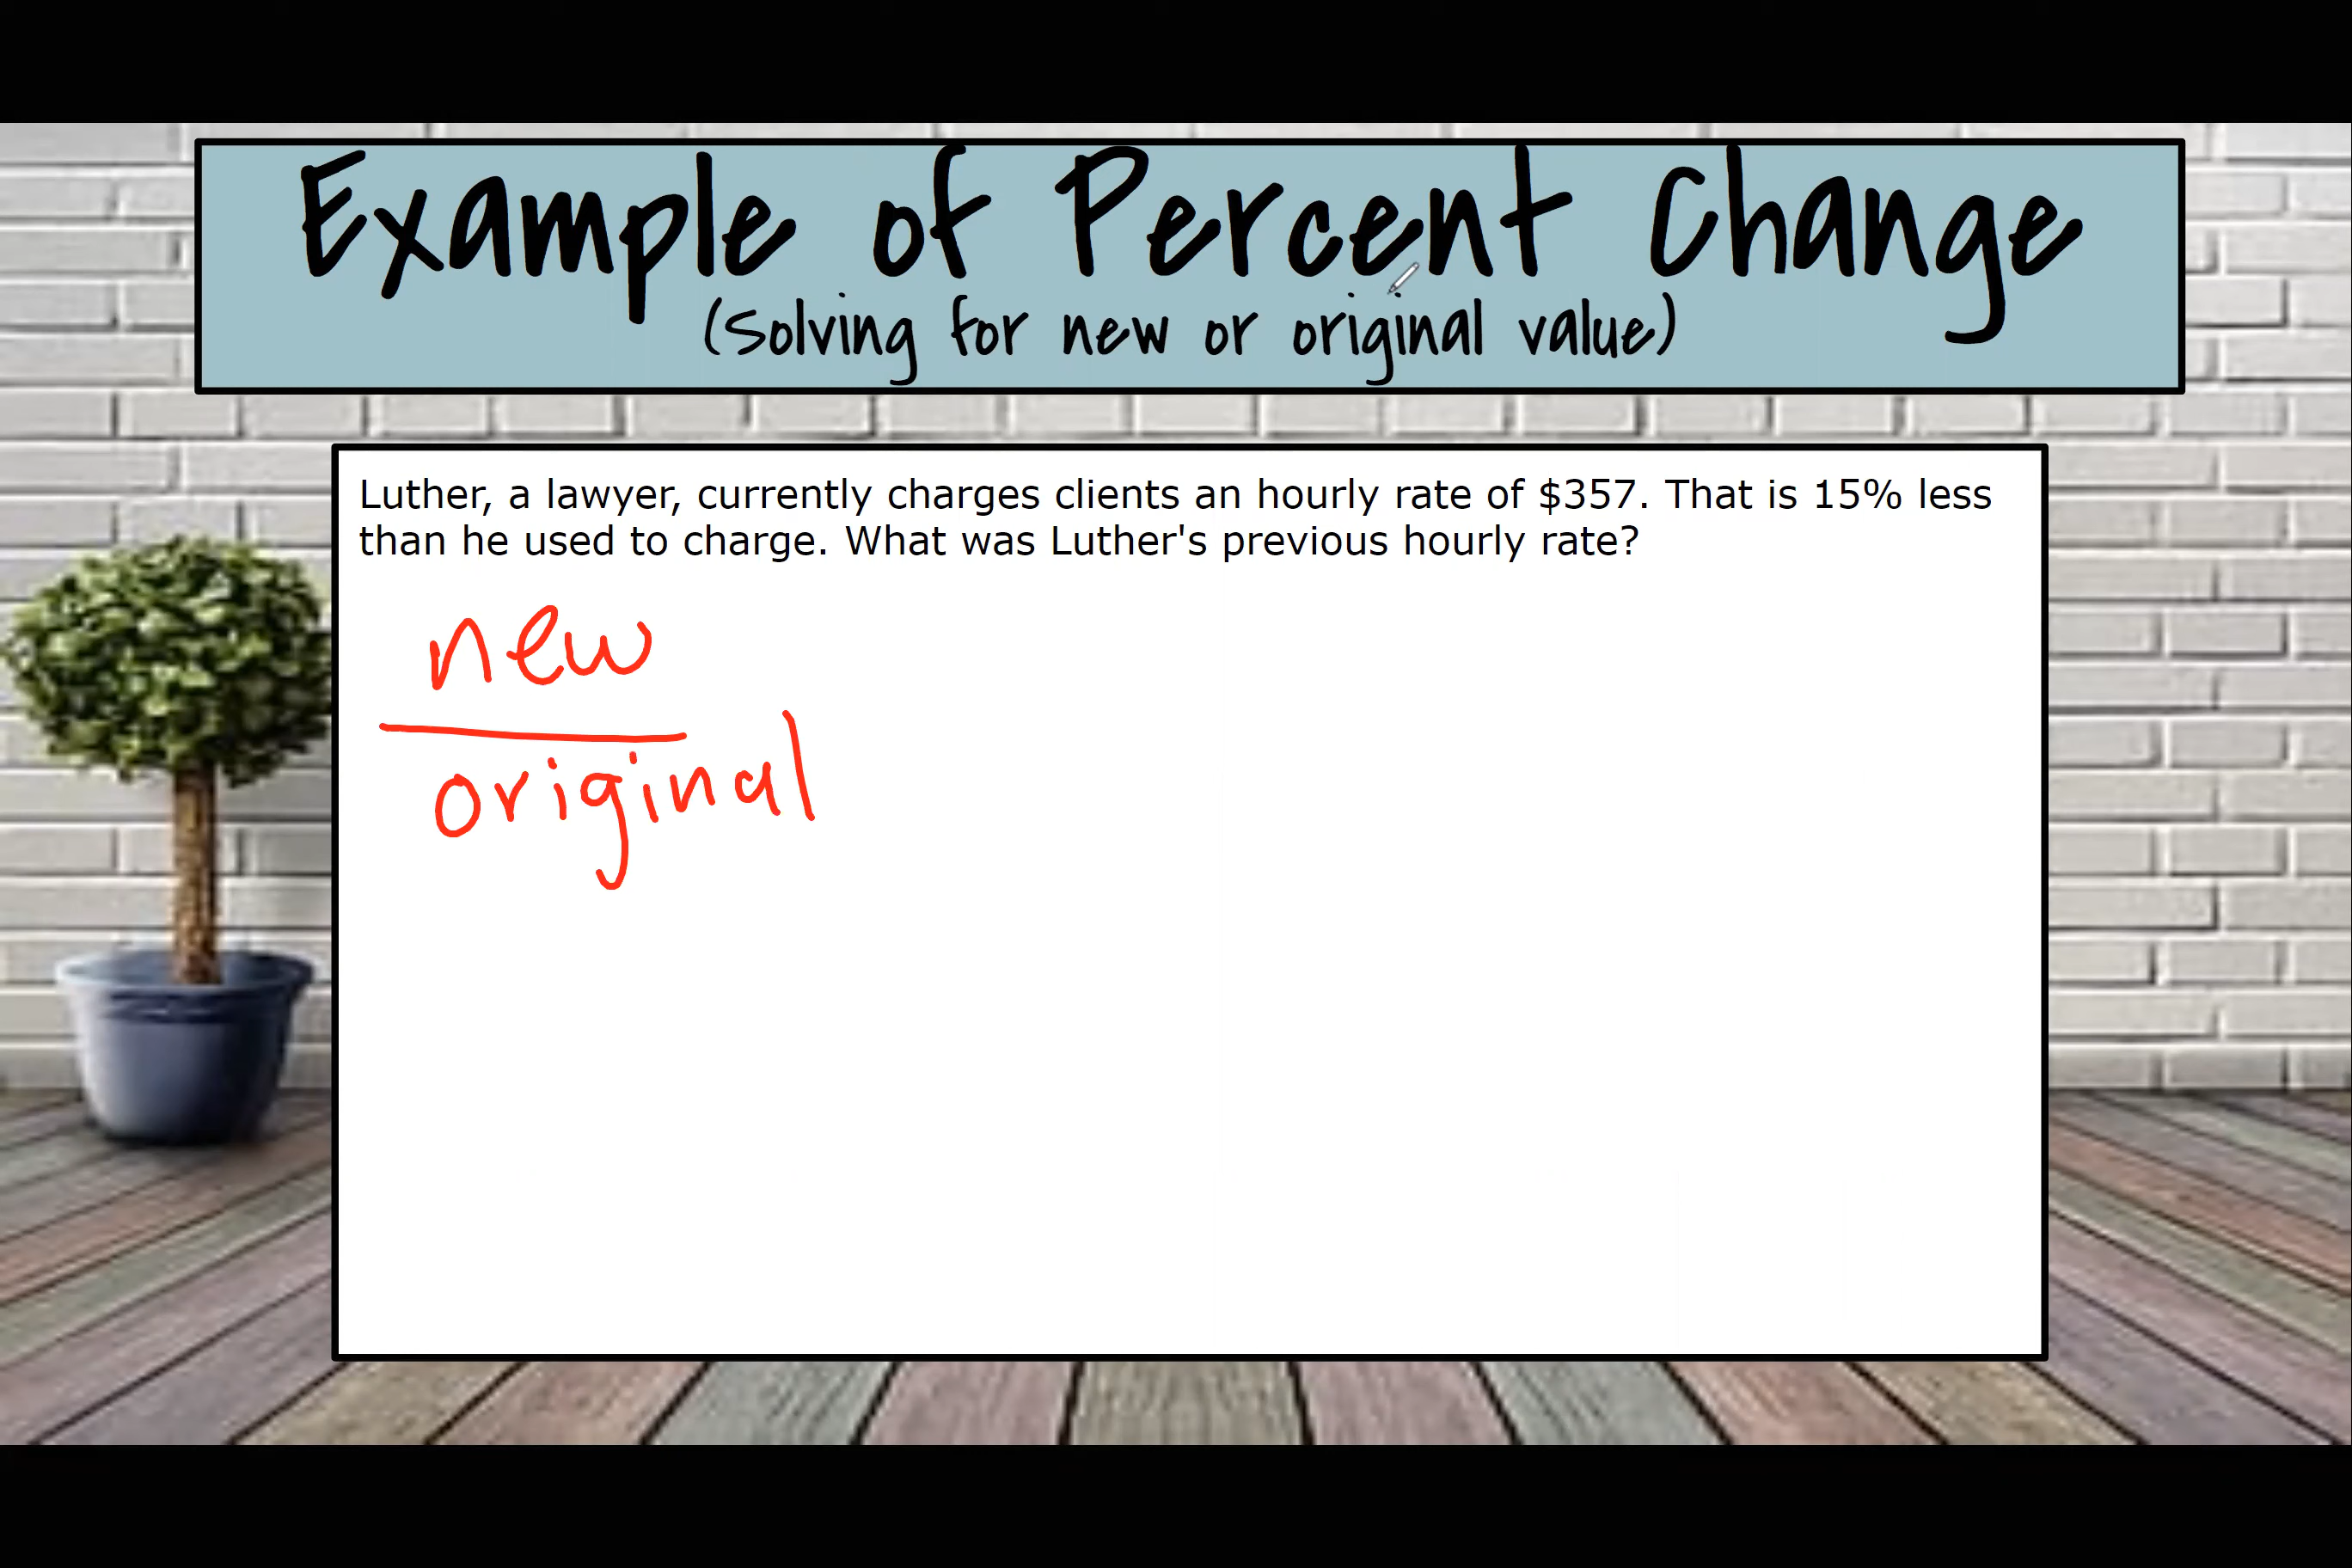 Example of Percent Change
(Solving for new or original value)
Luther, a lawyer, currently charges clients an hourly rate of $357. That is 15% less
than he used to charge. What was Luther's previous hourly rate?
new
original